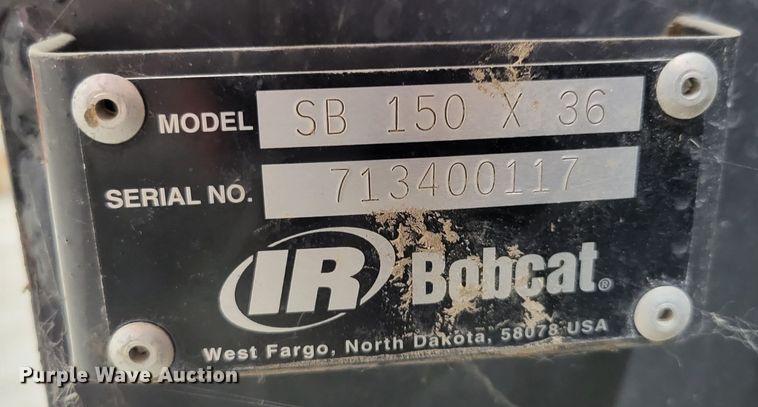 MODEL SB 150 X 36
SERIAL NO. 713400117
IR Bobcat®
West Fargo, North Dakota, 58078 USA
Purple Wave Auction